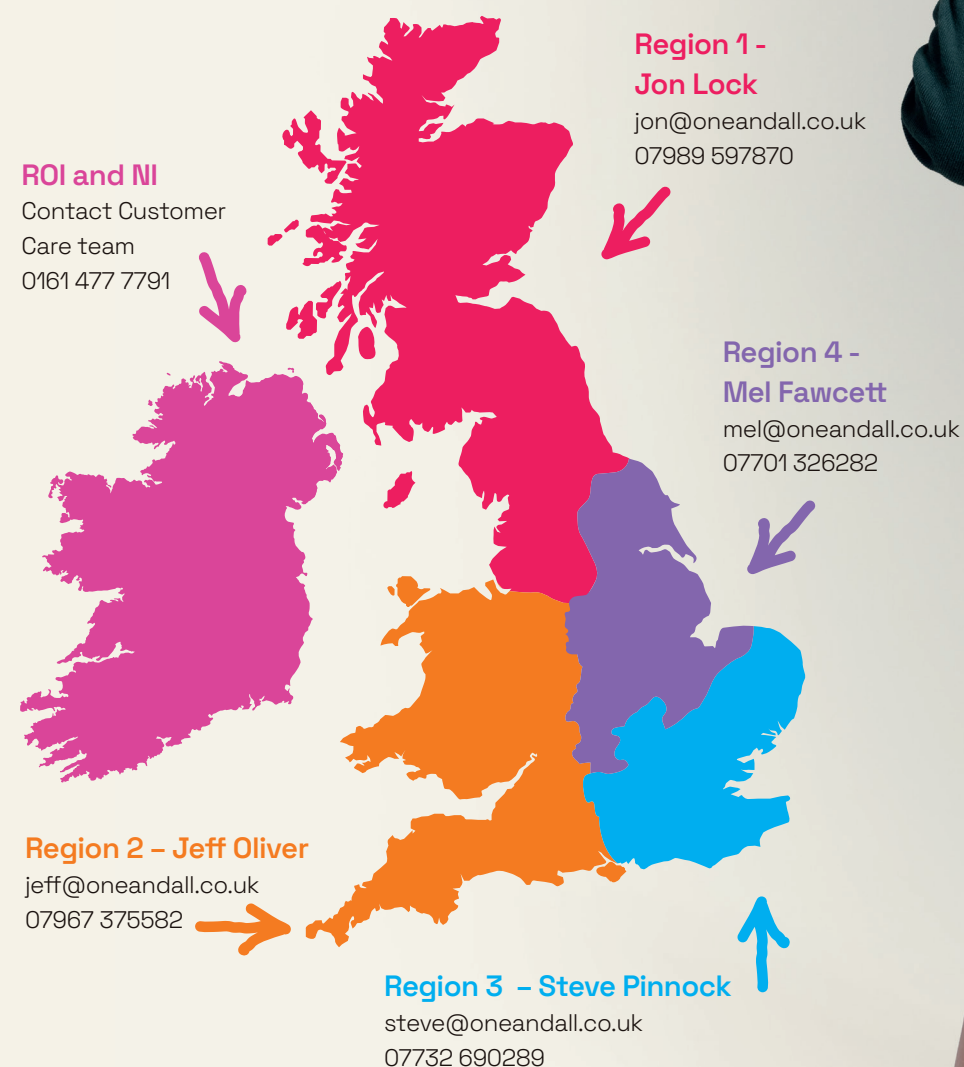 Region 1 -
Jon Lock
jon@oneandall.co.uk
07989 597870
ROI and NI
Contact Customer
Care team
0161 477 7791
Region 4 -
Mel Fawcett
mel@oneandall.co.uk
07701 326282
Region 2 – Jeff Oliver
jeff@oneandall.co.uk
07967 375582
Region 3 – Steve Pinnock
steve@oneandall.co.uk
07732 690289